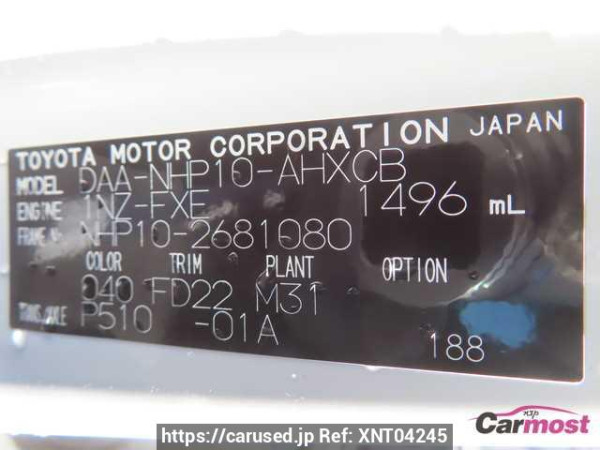 TOYOTA MOTOR CORPORATION JAPAN
MODEL DAA-NHP10-AHXCB
ENGINE 1NZ-FXE 1496 mL
FRAME No. NHP10-2681080
COLOR TRIM PLANT OPTION
040 FD22 M31
TRANS.AXLE P510 -01A
188
Carmost
https://carused.jp Ref: XNT04245